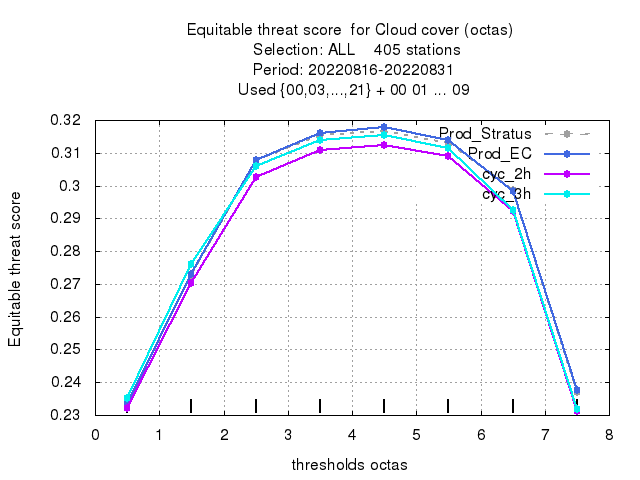 Equitable threat score  for Cloud cover (octas)
Selection: ALL    405 stations
Period: 20220816-20220831
Used {00,03,...,21} + 00 01 ... 09
Equitable threat score
0.32
0.31
0.3
0.29
0.28
0.27
0.26
0.25
0.24
0.23
Prod_Stratus
Prod_EC
cyc_2h
cyc_3h
0 1 2 3 4 5 6 7 8
thresholds octas